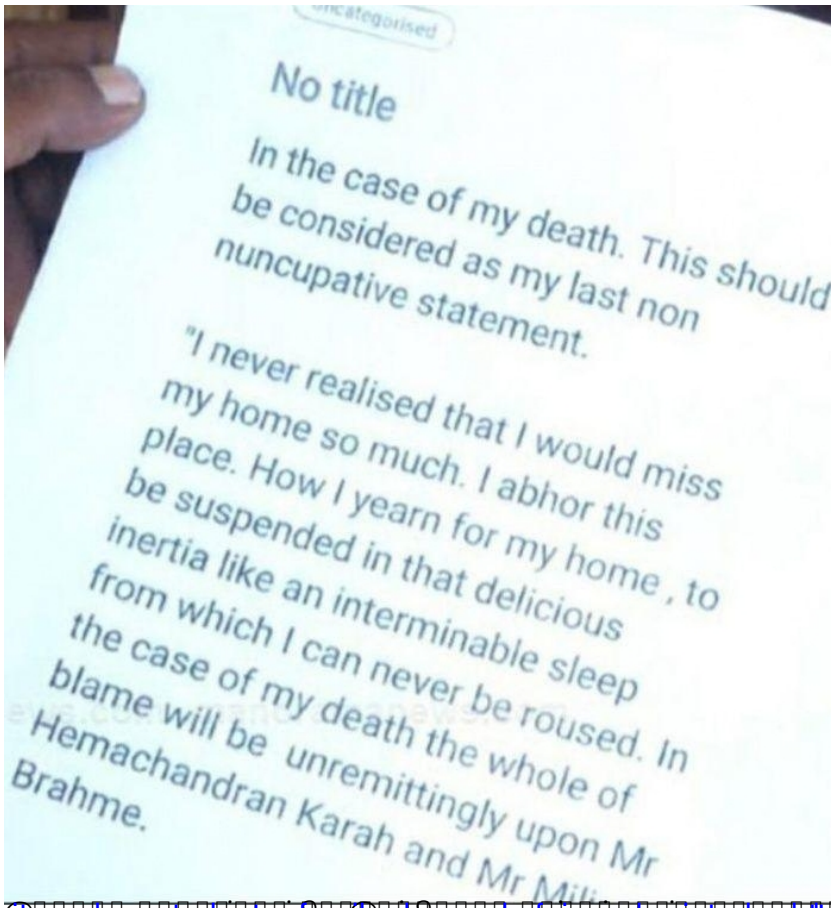 Uncategorised
No title
In the case of my death. This should
be considered as my last non
nuncupative statement.
"I never realised that I would miss
my home so much. I abhor this
place. How I yearn for my home , to
be suspended in that delicious
inertia like an interminable sleep
from which I can never be roused. In
the case of my death the whole of
blame will be unremittingly upon Mr
Hemachandran Karah and Mr
Brahme.